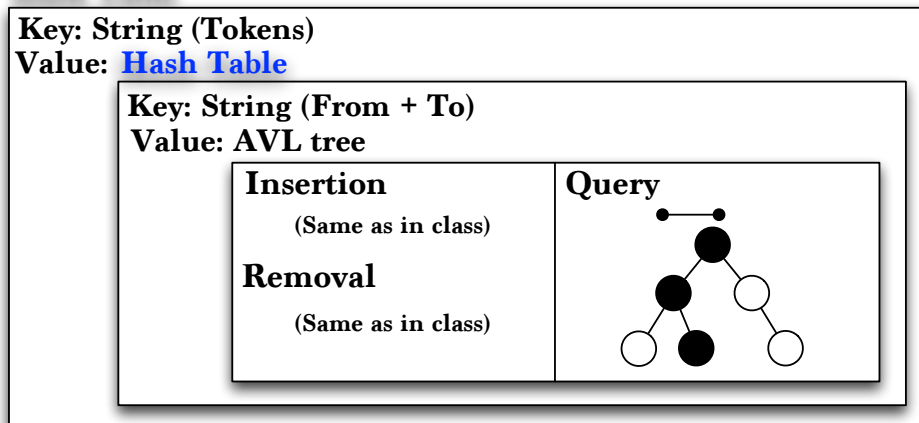 Key: String (Tokens)
Value: Hash Table
Key: String (From + To)
Value: AVL tree
Insertion
(Same as in class)
Removal
(Same as in class)
Query